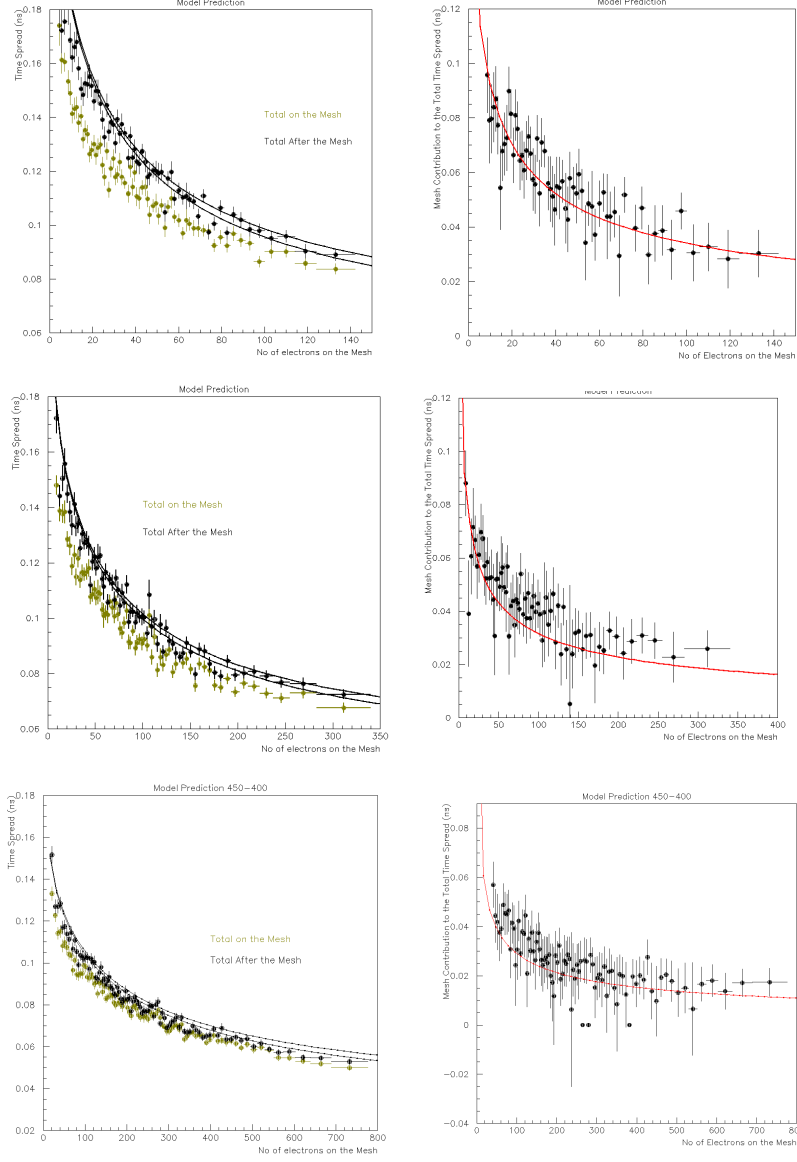 Model Prediction
Time Spread (ns)
0.18
0.16
0.14
0.12
0.1
0.08
0.06
Total on the Mesh
Total After the Mesh
0 20 40 60 80 100 120 140
No of electrons on the Mesh
Model Prediction
Mesh Contribution to the Total Time Spread (ns)
0.12
0.1
0.08
0.06
0.04
0.02
0
0 20 40 60 80 100 120 140
No of Electrons on the Mesh
Model Prediction
Time Spread (ns)
0.18
0.16
0.14
0.12
0.1
0.08
0.06
Total on the Mesh
Total After the Mesh
0 50 100 150 200 250 300 350
No of electrons on the Mesh
Model Prediction
Mesh Contribution to the Total Time Spread (ns)
0.12
0.1
0.08
0.06
0.04
0.02
0
0 50 100 150 200 250 300 350 400
No of Electrons on the Mesh
Model Prediction 450-400
Time Spread (ns)
0.18
0.16
0.14
0.12
0.1
0.08
0.06
0.04
0.02
Total on the Mesh
Total After the Mesh
0 100 200 300 400 500 600 700 800
No of electrons on the Mesh
Model Prediction 450-400
Mesh Contribution to the Total Time Spread (ns)
0.08
0.06
0.04
0.02
0
-0.02
-0.04
0 100 200 300 400 500 600 700 800
No of Electrons on the Mesh